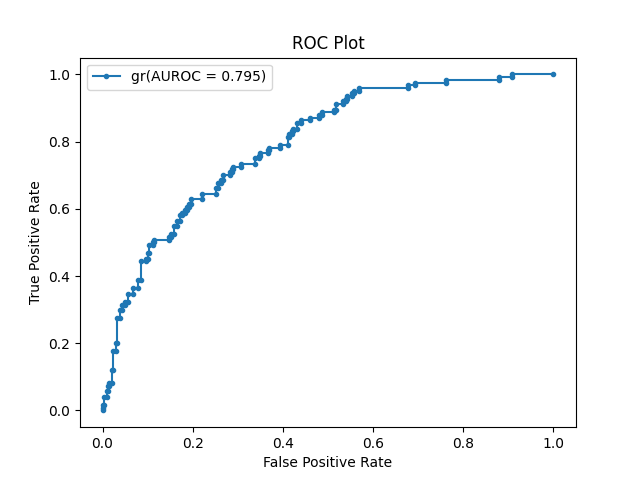 ROC Plot
gr(AUROC = 0.795)
1.0
0.8
0.6
0.4
0.2
0.0
True Positive Rate
0.0 0.2 0.4 0.6 0.8 1.0
False Positive Rate